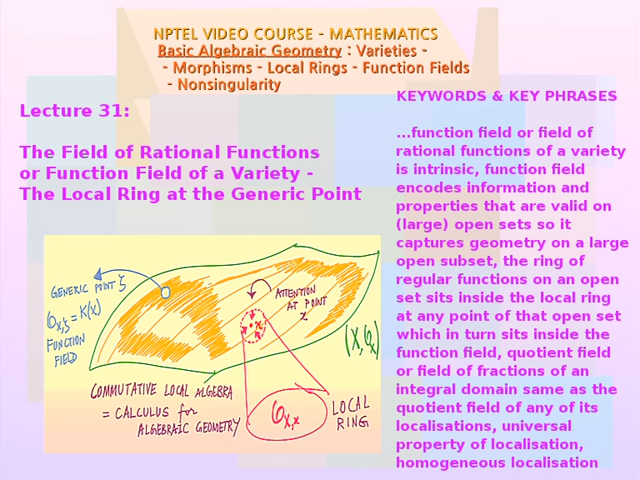 NPTEL VIDEO COURSE - MATHEMATICS
Basic Algebraic Geometry : Varieties -
- Morphisms - Local Rings - Function Fields
- Nonsingularity
Lecture 31:
The Field of Rational Functions
or Function Field of a Variety -
The Local Ring at the Generic Point
KEYWORDS & KEY PHRASES
...function field or field of
rational functions of a variety
is intrinsic, function field
encodes information and
properties that are valid on
(large) open sets so it
captures geometry on a large
open subset, the ring of
regular functions on an open
set sits inside the local ring
at any point of that open set
which in turn sits inside the
function field, quotient field
or field of fractions of an
integral domain same as the
quotient field of any of its
localisations, universal
property of localisation,
homogeneous localisation
GENERIC POINT ζ
𝒪X,ζ = K(X)
FUNCTION
FIELD
ATTENTION
AT POINT
x
x
(X, 𝒪X)
COMMUTATIVE LOCAL ALGEBRA
= CALCULUS for
ALGEBRAIC GEOMETRY
𝒪X,x
LOCAL
RING